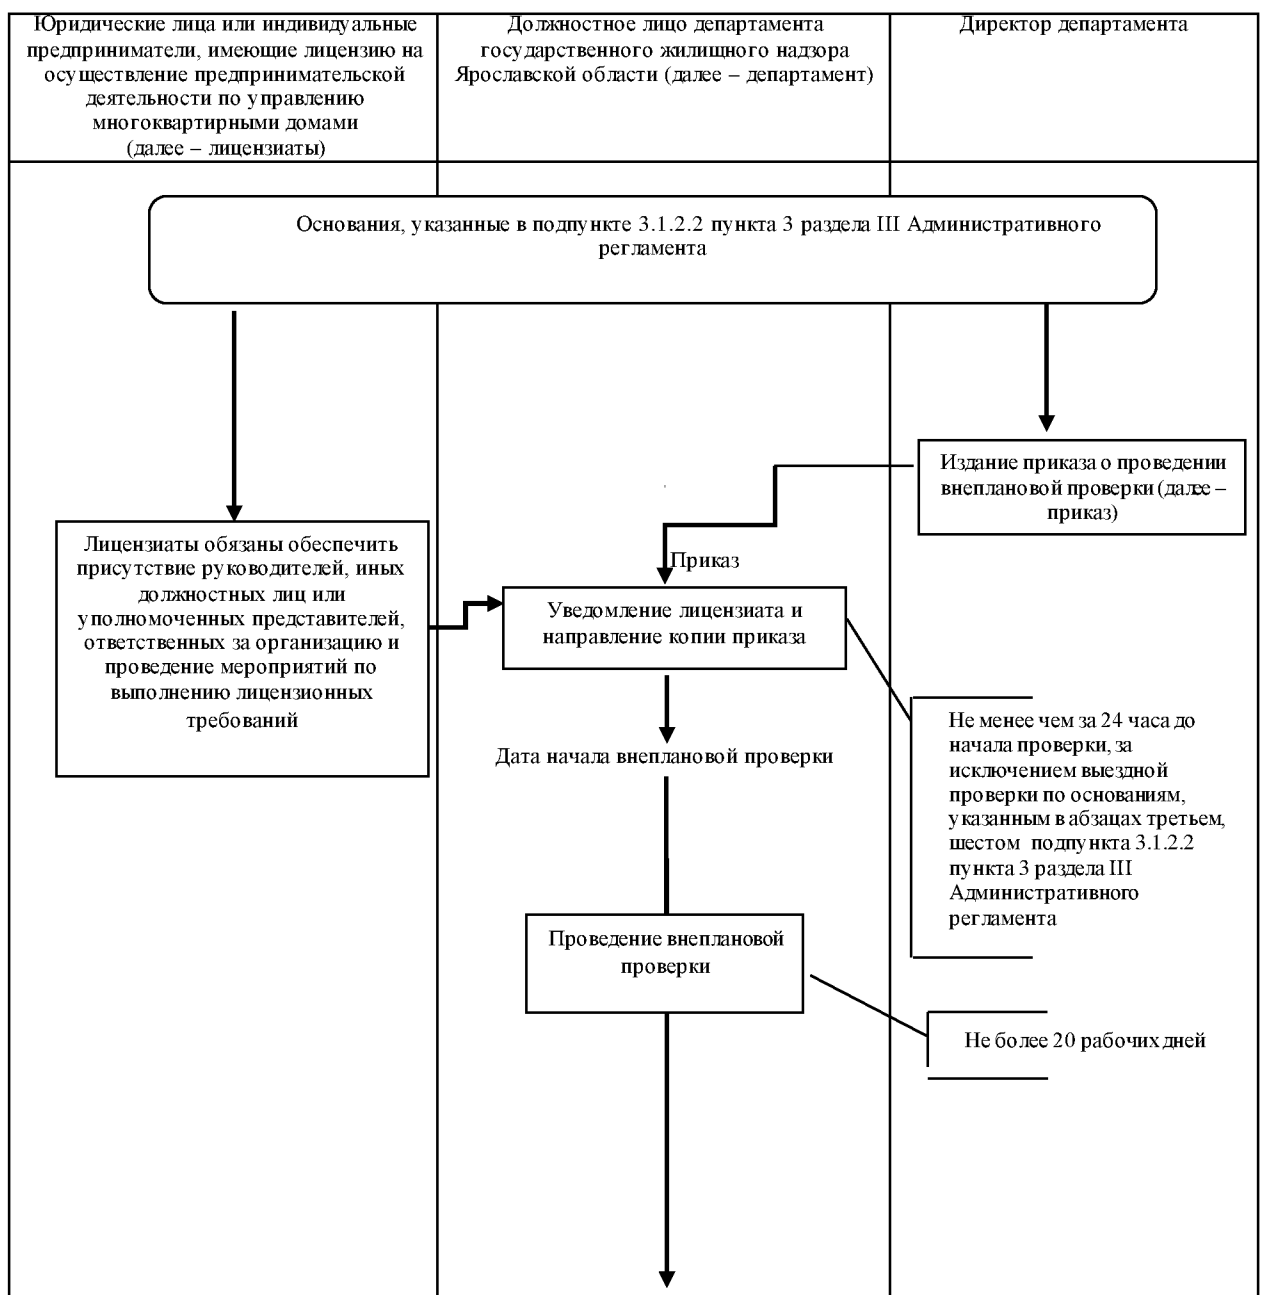 Юридические лица или индивидуальные
предприниматели, имеющие лицензию на
осуществление предпринимательской
деятельности по управлению
многоквартирными домами
(далее – лицензиаты)
Должностное лицо департамента
государственного жилищного надзора
Ярославской области (далее – департамент)
Директор департамента
Основания, указанные в подпункте 3.1.2.2 пункта 3 раздела III Административного
регламента
Издание приказа о проведении
внеплановой проверки (далее –
приказ)
Лицензиаты обязаны обеспечить
присутствие руководителей, иных
должностных лиц или
уполномоченных представителей,
ответственных за организацию и
проведение мероприятий по
выполнению лицензионных
требований
Приказ
Уведомление лицензиата и
направление копии приказа
Не менее чем за 24 часа до
начала проверки, за
исключением выездной
проверки по основаниям,
указанным в абзацах третьем,
шестом подпункта 3.1.2.2
пункта 3 раздела III
Административного
регламента
Дата начала внеплановой проверки
Проведение внеплановой
проверки
Не более 20 рабочих дней